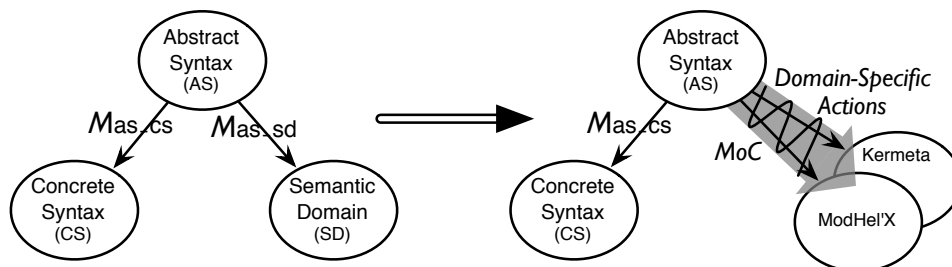 Abstract
Syntax
(AS)
Mas_cs
Mas_sd
Concrete
Syntax
(CS)
Semantic
Domain
(SD)
Abstract
Syntax
(AS)
Domain-Specific
Actions
Mas_cs
MoC
Kermeta
Concrete
Syntax
(CS)
ModHel'X